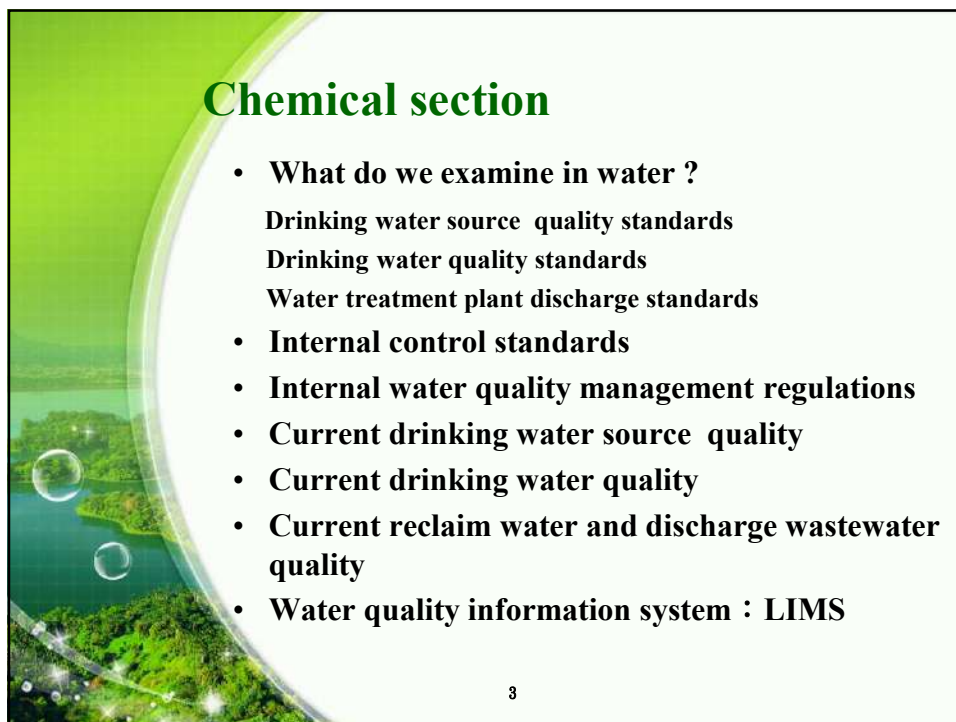 Chemical section
• What do we examine in water ?
Drinking water source quality standards
Drinking water quality standards
Water treatment plant discharge standards
• Internal control standards
• Internal water quality management regulations
• Current drinking water source quality
• Current drinking water quality
• Current reclaim water and discharge wastewater
quality
• Water quality information system：LIMS
3